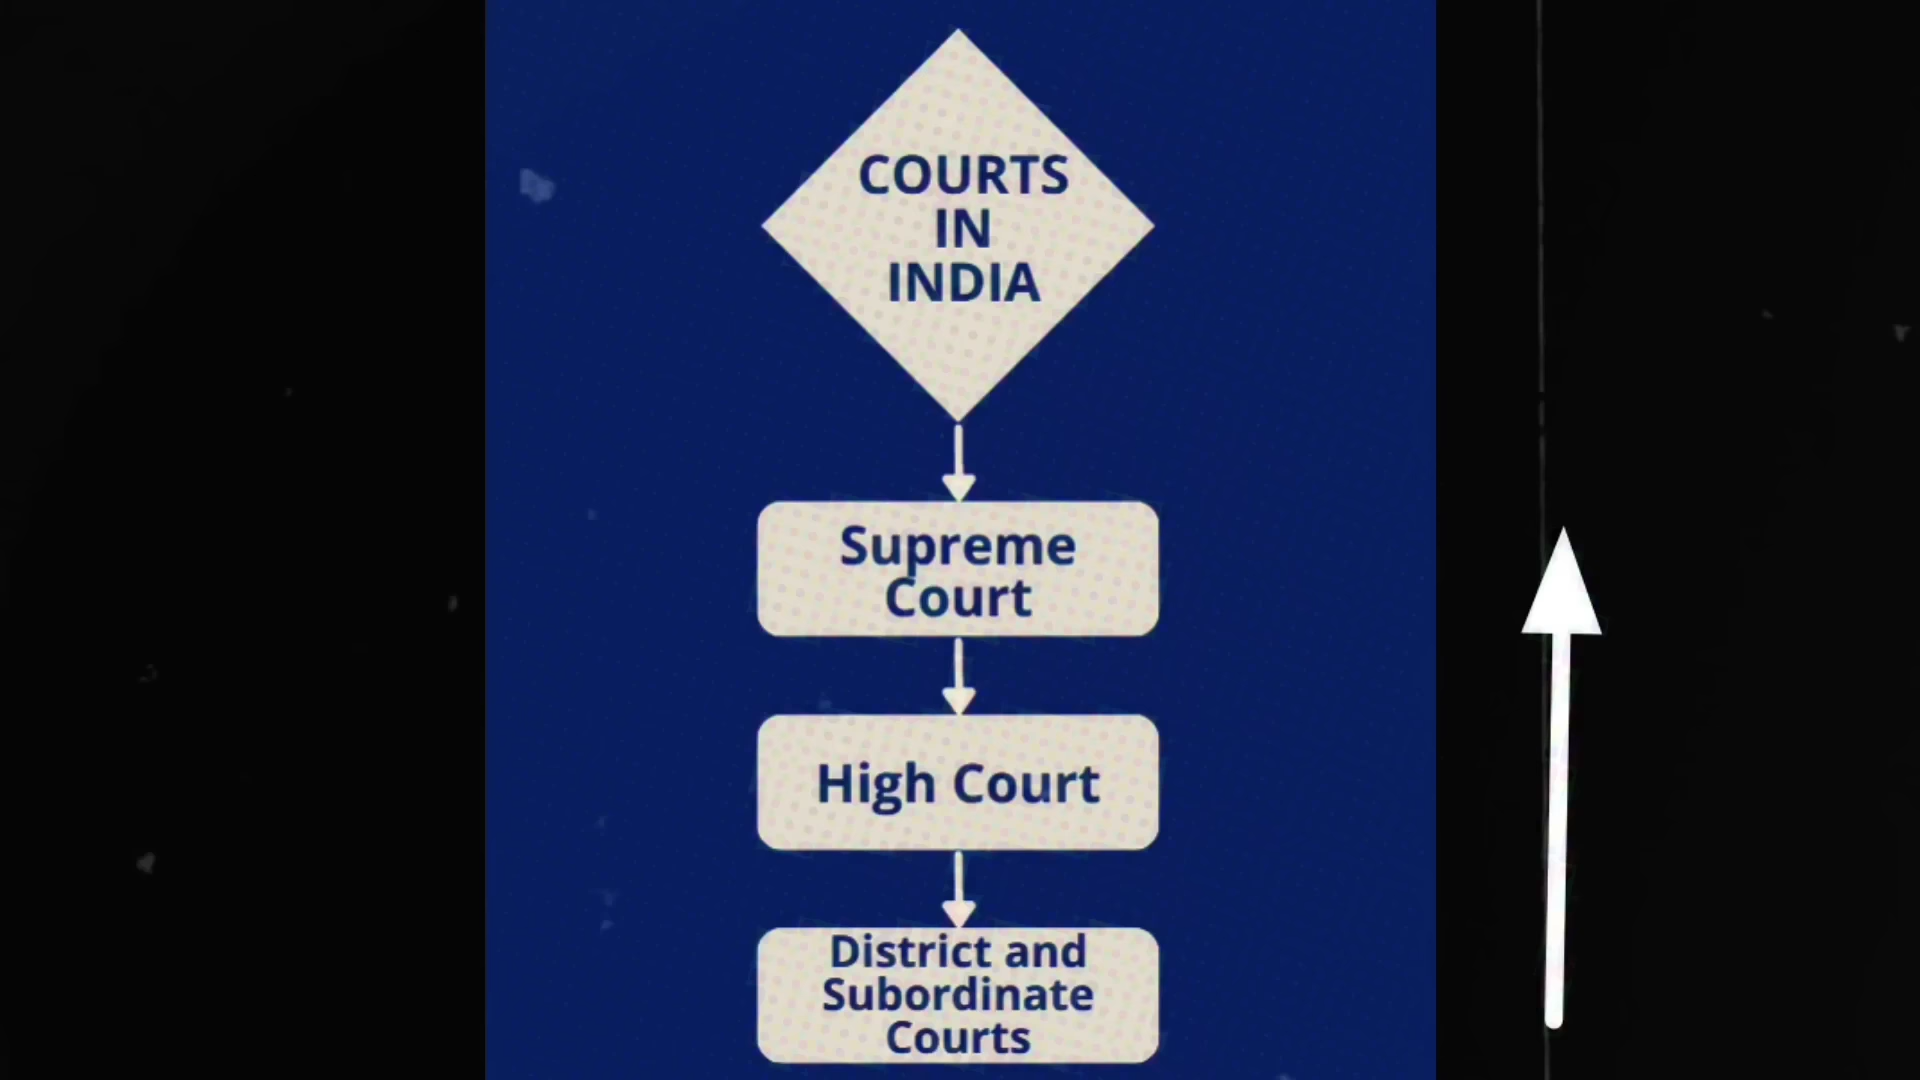 COURTS
IN
INDIA
Supreme
Court
High Court
District and
Subordinate
Courts